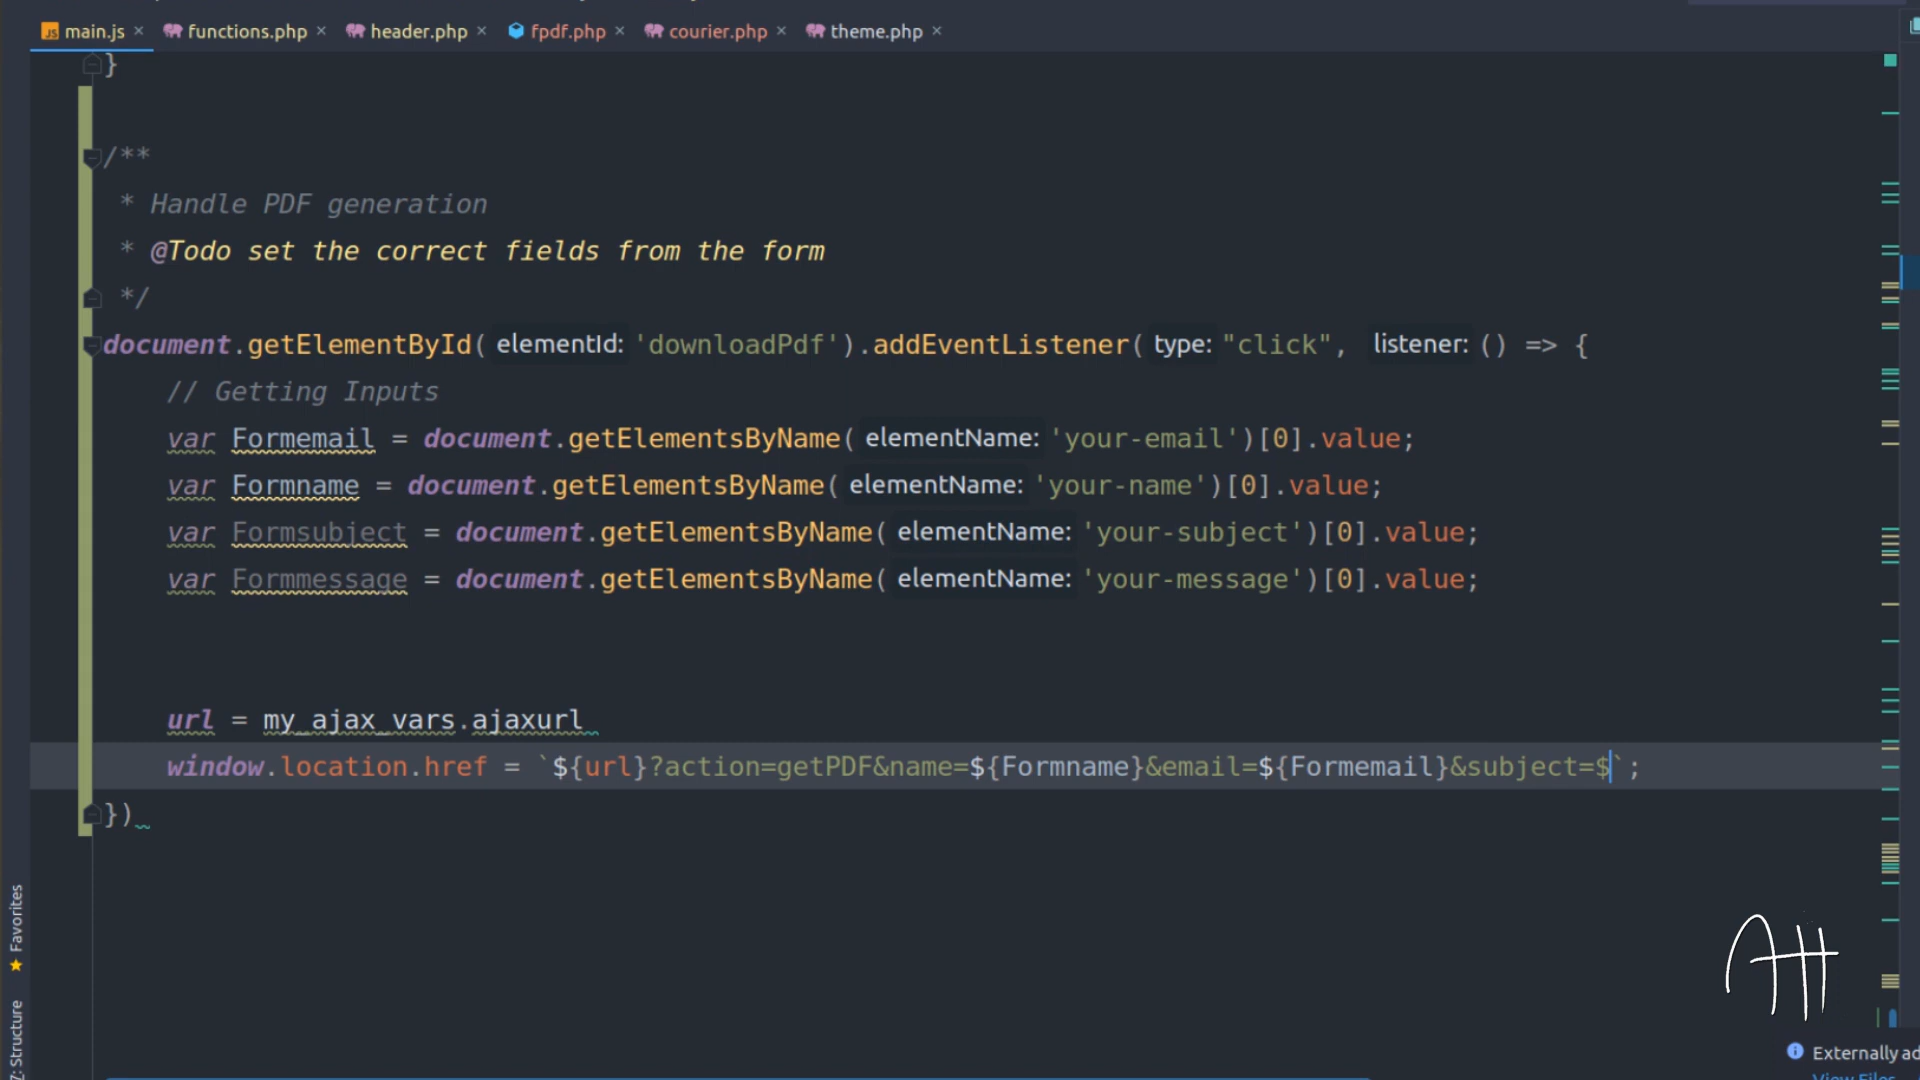 main.js × functions.php × header.php × fpdf.php × courier.php × theme.php ×
}
/**
* Handle PDF generation
* @Todo set the correct fields from the form
*/
document.getElementById( elementId: 'downloadPdf').addEventListener( type: "click", listener: () => {
// Getting Inputs
var Formemail = document.getElementsByName( elementName: 'your-email')[0].value;
var Formname = document.getElementsByName( elementName: 'your-name')[0].value;
var Formsubject = document.getElementsByName( elementName: 'your-subject')[0].value;
var Formmessage = document.getElementsByName( elementName: 'your-message')[0].value;
url = my_ajax_vars.ajaxurl
window.location.href = `${url}?action=getPDF&name=${Formname}&email=${Formemail}&subject=$`;
})
Favorites
7: Structure
AH
Externally ad
View Files